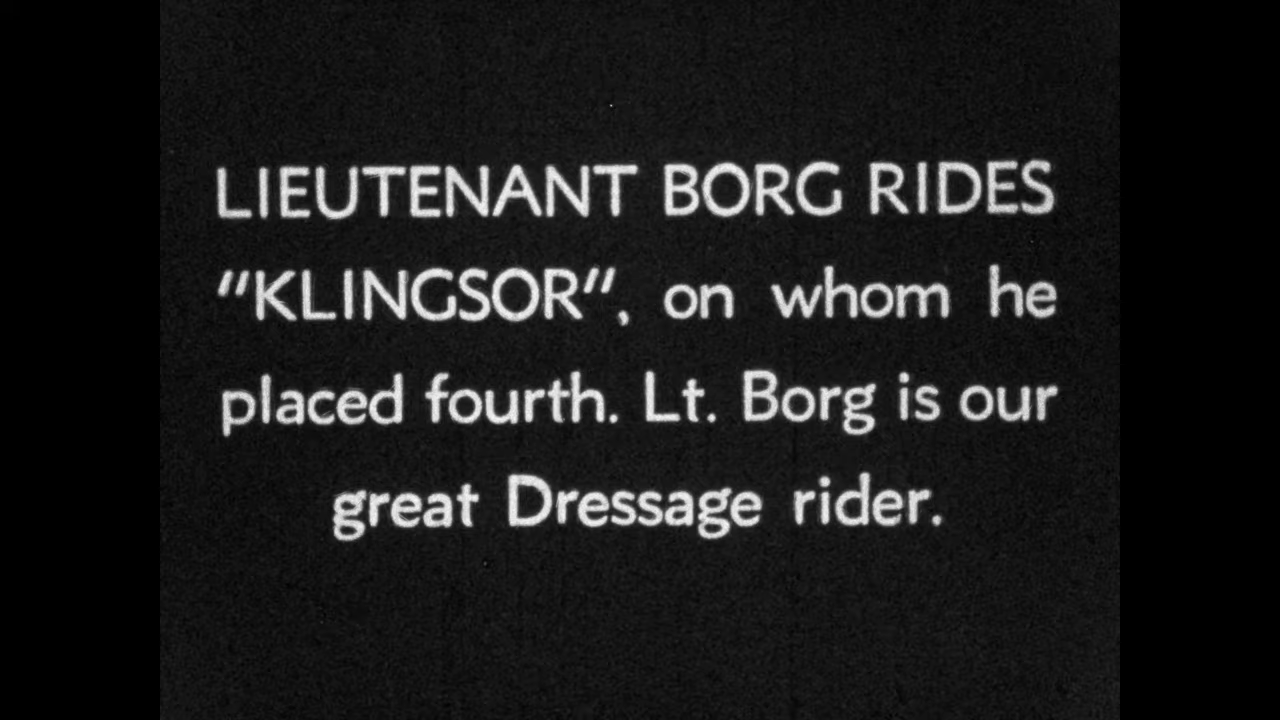 LIEUTENANT BORG RIDES
"KLINGSOR", on whom he
placed fourth. Lt. Borg is our
great Dressage rider.